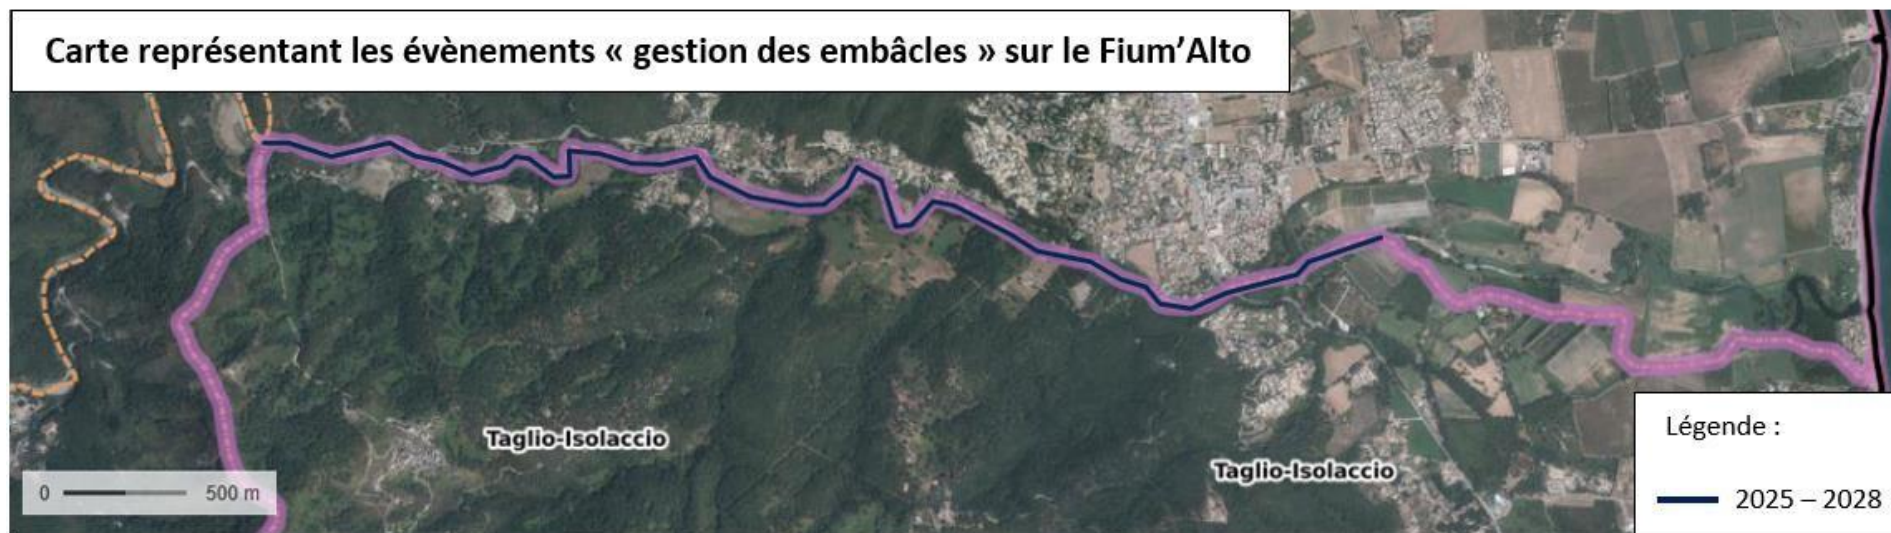 Carte représentant les évènements « gestion des embâcles » sur le Fium’Alto
Taglio-Isolaccio
Taglio-Isolaccio
0 500 m
Légende :
2025 – 2028